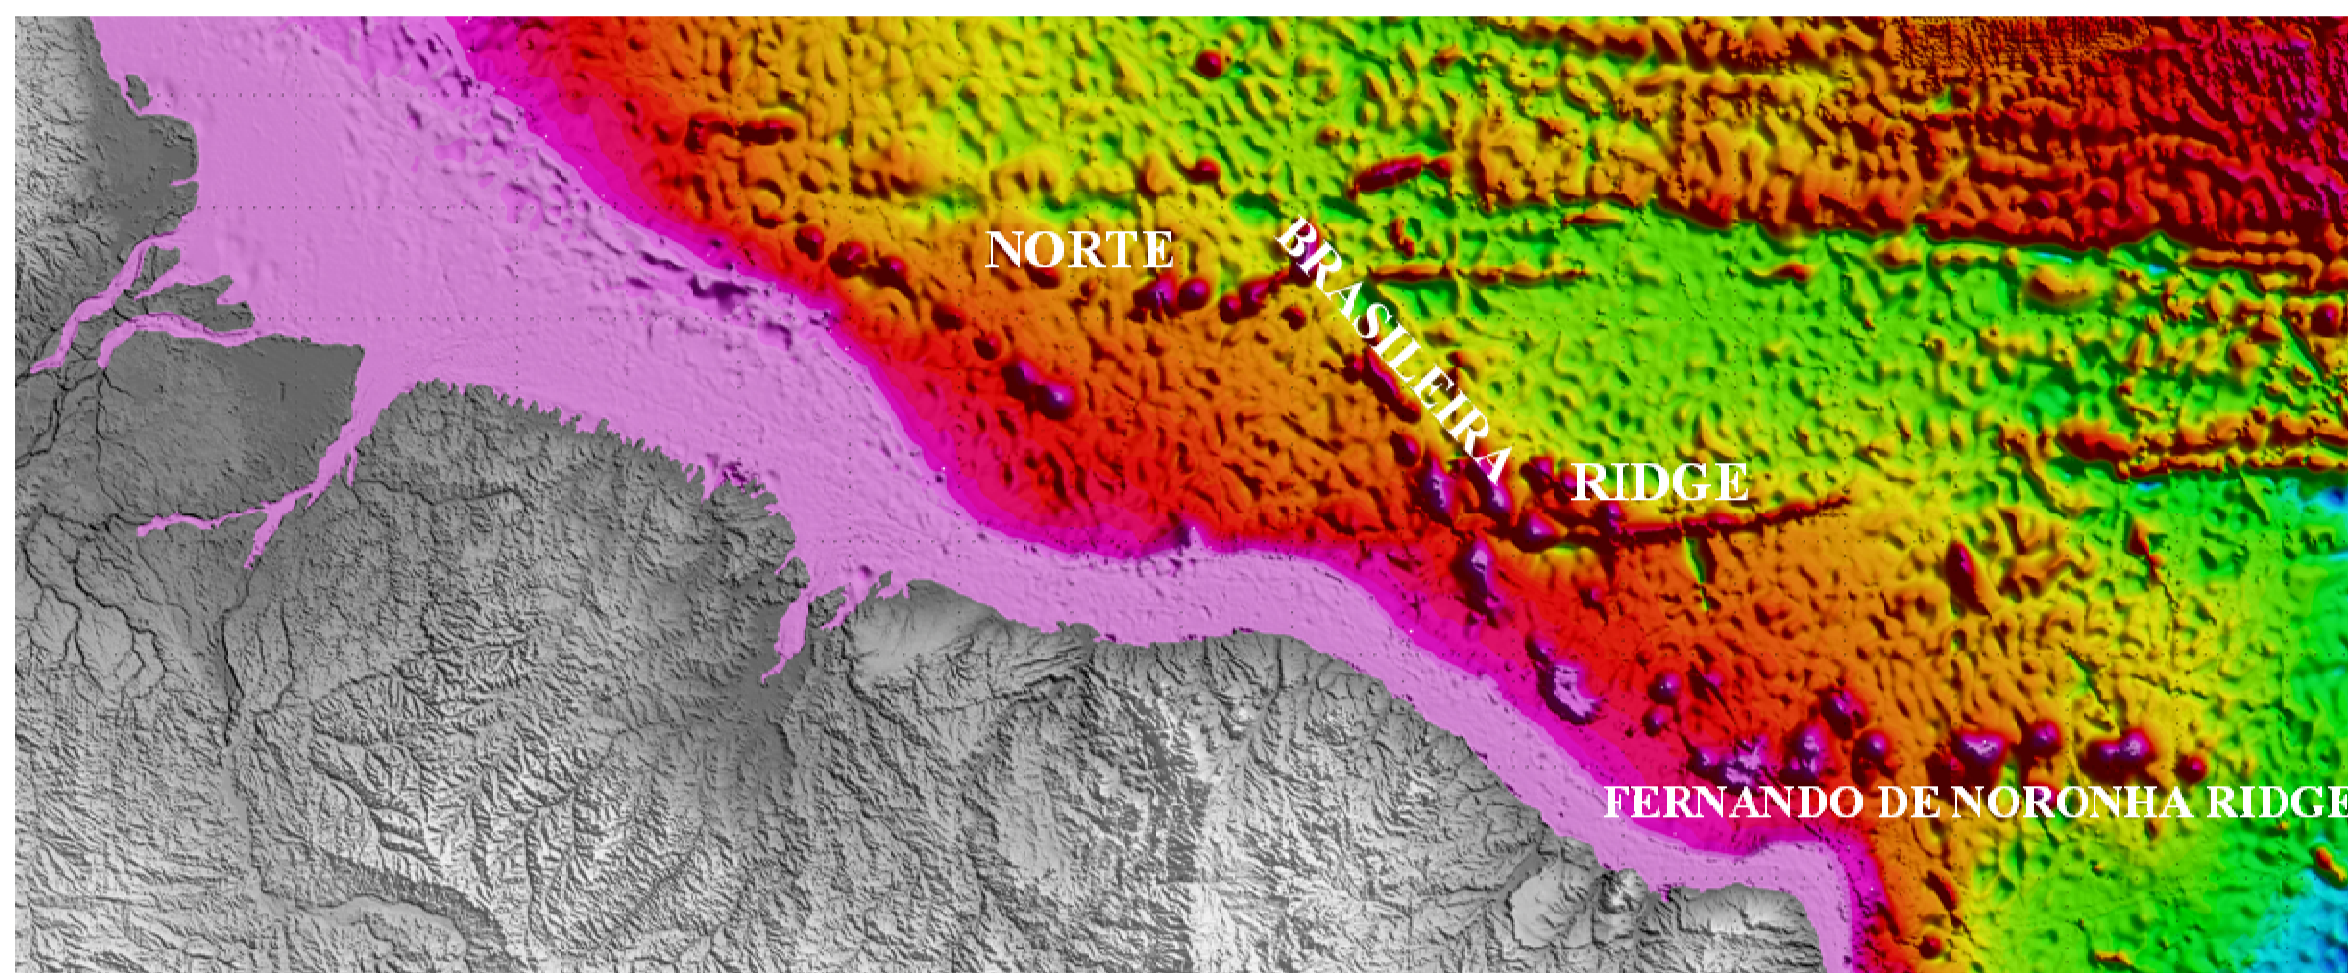 NORTE
BRASILEIRA
RIDGE
FERNANDO DE NORONHA RIDGE